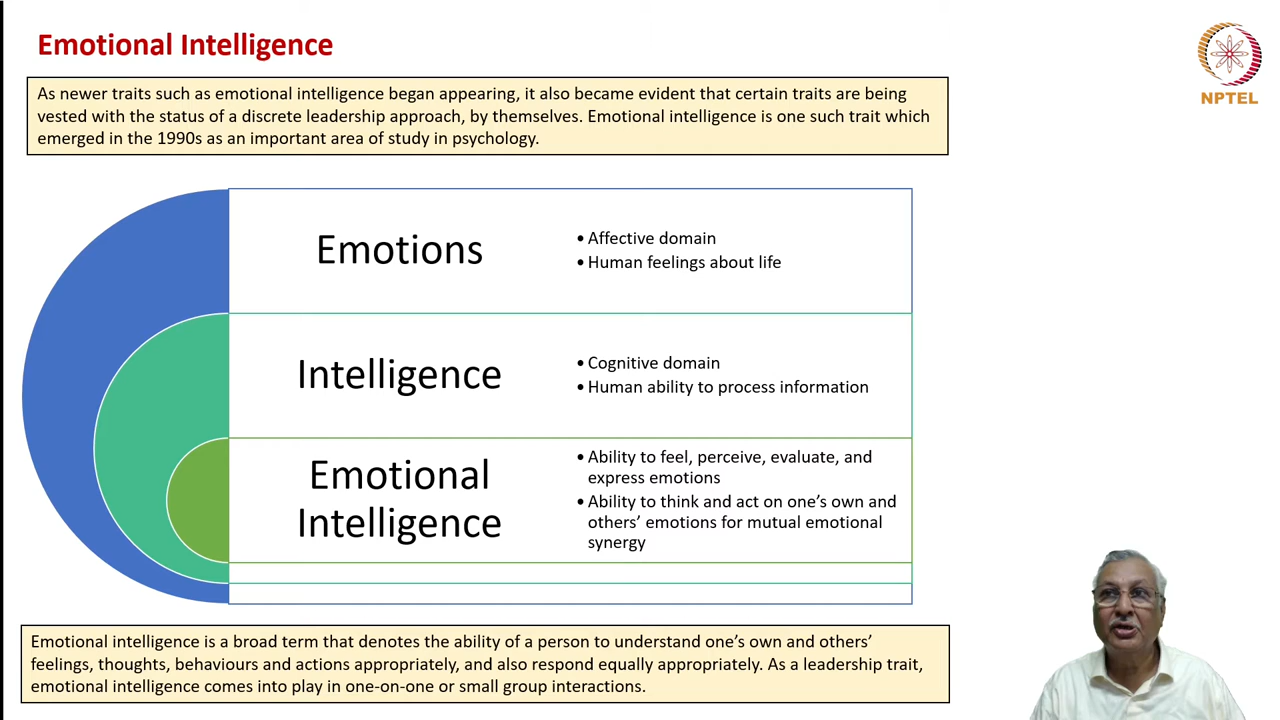 Emotional Intelligence
NPTEL
As newer traits such as emotional intelligence began appearing, it also became evident that certain traits are being
vested with the status of a discrete leadership approach, by themselves. Emotional intelligence is one such trait which
emerged in the 1990s as an important area of study in psychology.
Emotions
• Affective domain
• Human feelings about life
Intelligence
• Cognitive domain
• Human ability to process information
Emotional
Intelligence
• Ability to feel, perceive, evaluate, and
express emotions
• Ability to think and act on one’s own and
others’ emotions for mutual emotional
synergy
Emotional intelligence is a broad term that denotes the ability of a person to understand one’s own and others’
feelings, thoughts, behaviours and actions appropriately, and also respond equally appropriately. As a leadership trait,
emotional intelligence comes into play in one-on-one or small group interactions.